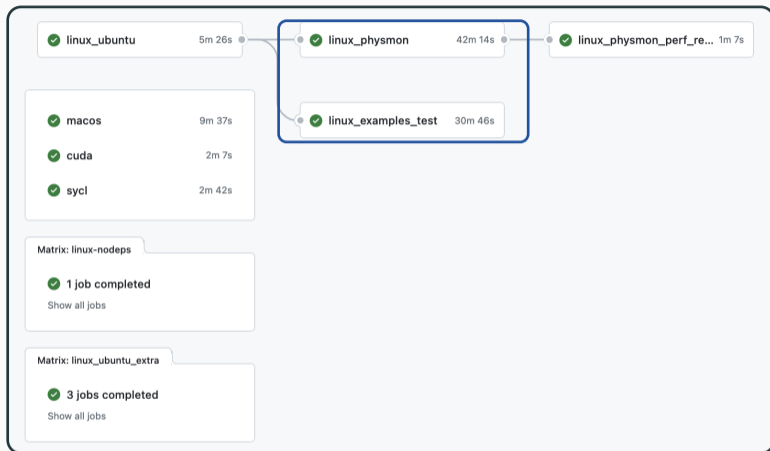 linux_ubuntu 5m 26s
linux_physmon 42m 14s
linux_physmon_perf_re... 1m 7s
linux_examples_test 30m 46s
macos 9m 37s
cuda 2m 7s
sycl 2m 42s
Matrix: linux-nodeps
1 job completed
Show all jobs
Matrix: linux_ubuntu_extra
3 jobs completed
Show all jobs